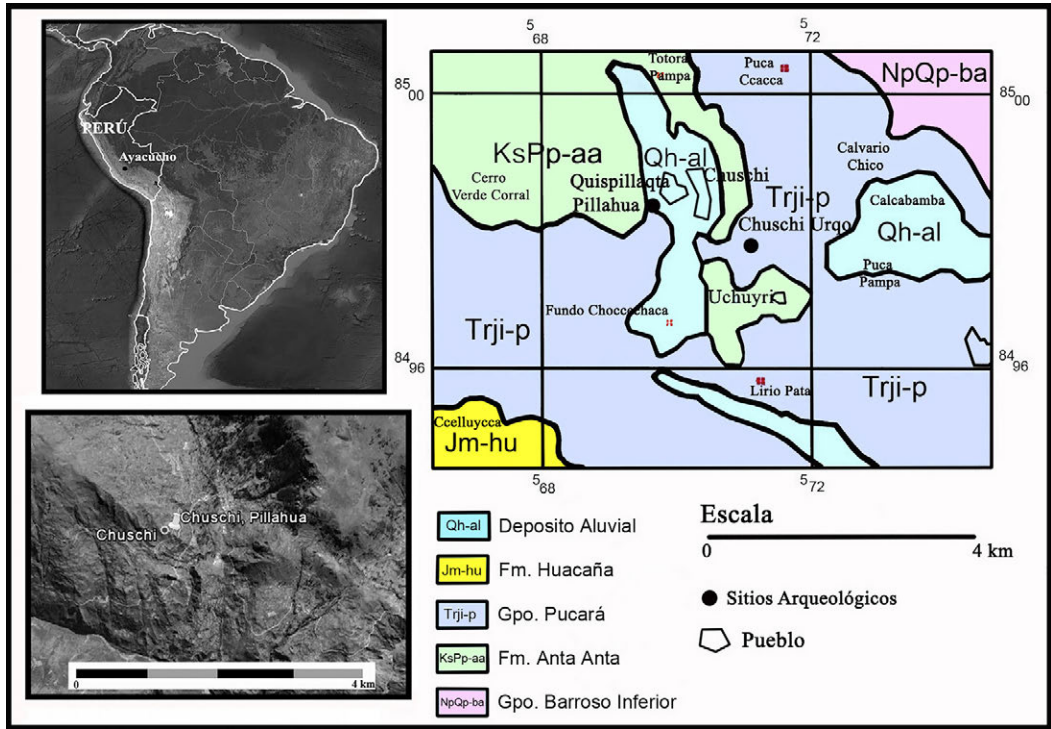 PERÚ
Ayacucho
5
68
5
72
Totora
Pampa
Puca
Ccacca
NpQp-ba
85
00
85
00
KsPp-aa
Qh-al
Calvario
Chico
Cerro
Verde Corral
Quispillaqta
Chuschi
Pillahua
Trji-p
Calcabamba
Chuschi Urqo
Qh-al
Puca
Pampa
Uchuyri
Fundo Choccechaca
Trji-p
84
96
84
96
Lirio Pata
Trji-p
Ccelluycca
Jm-hu
5
68
5
72
Chuschi, Pillahua
Chuschi
0
4 km
Qh-al Deposito Aluvial
Jm-hu Fm. Huacaña
Trji-p Gpo. Pucará
KsPp-aa Fm. Anta Anta
NpQp-ba Gpo. Barroso Inferior
Escala
0 4 km
Sitios Arqueológicos
Pueblo